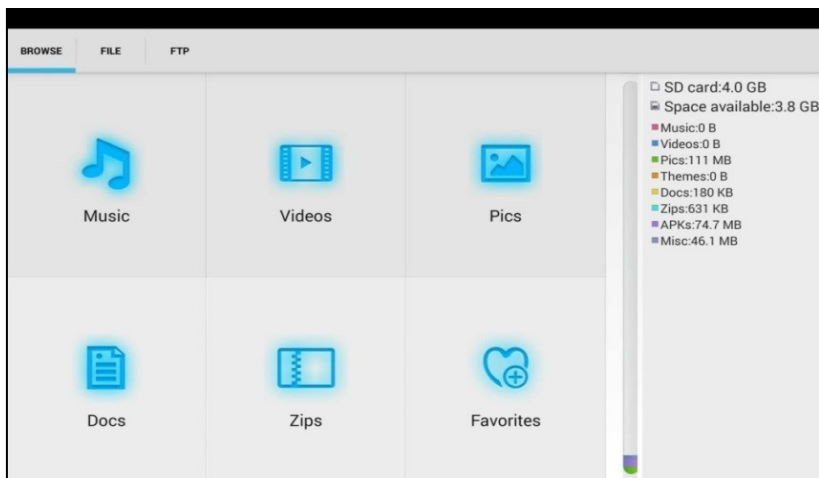 BROWSE FILE FTP
Music Videos Pics
Docs Zips Favorites
SD card:4.0 GB
Space available:3.8 GB
Music:0 B
Videos:0 B
Pics:111 MB
Themes:0 B
Docs:180 KB
Zips:631 KB
APKs:74.7 MB
Misc:46.1 MB